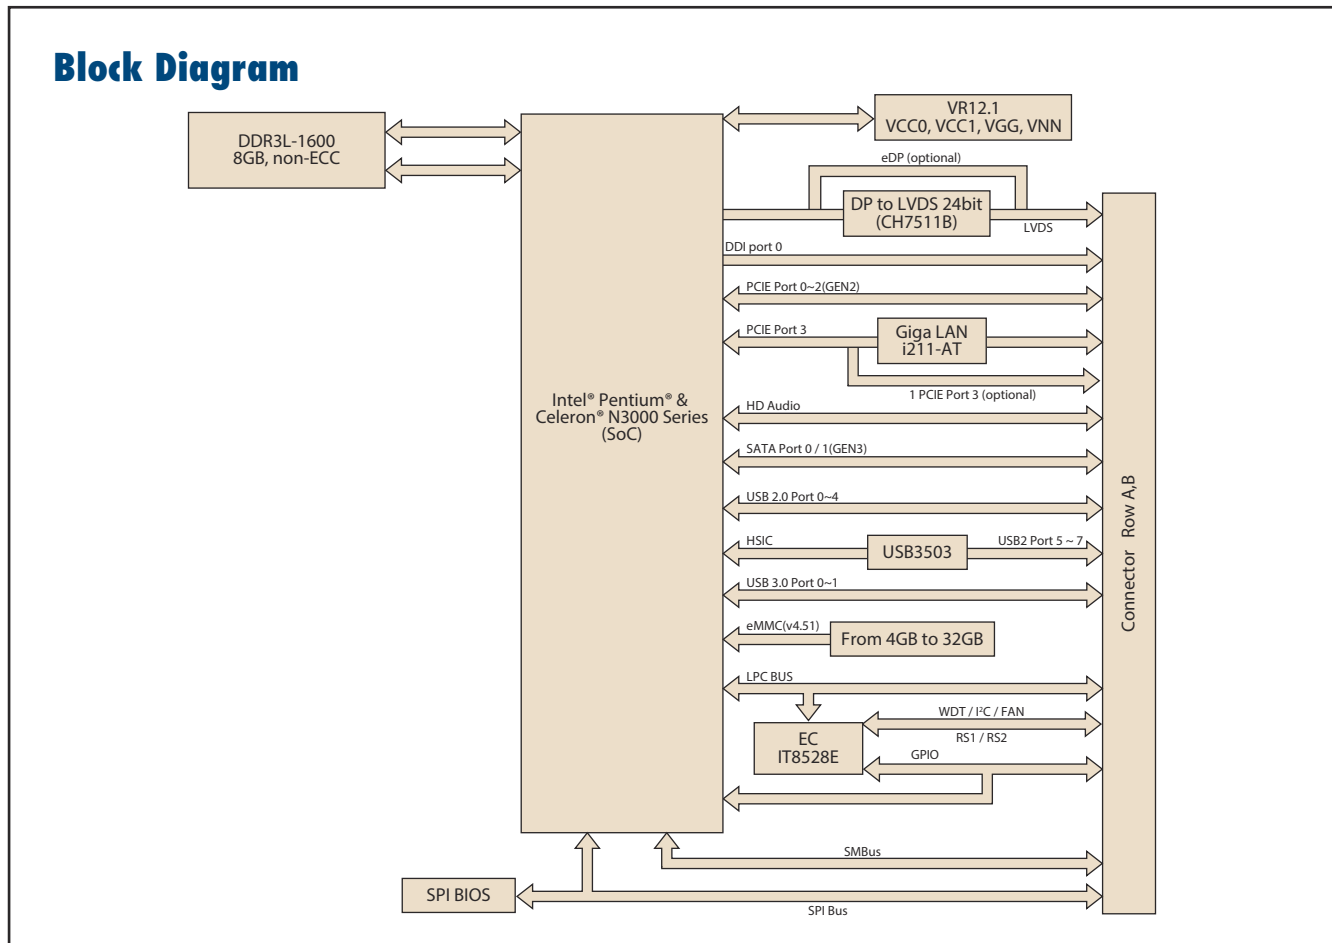 Block Diagram
DDR3L-1600
8GB, non-ECC
VR12.1
VCC0, VCC1, VGG, VNN
eDP (optional)
DP to LVDS 24bit
(CH7511B)
LVDS
DDI port 0
PCIE Port 0~2(GEN2)
PCIE Port 3
Giga LAN
i211-AT
1 PCIE Port 3 (optional)
Intel® Pentium® &
Celeron® N3000 Series
(SoC)
HD Audio
SATA Port 0 / 1(GEN3)
USB 2.0 Port 0~4
HSIC
USB3503
USB2 Port 5 ~ 7
USB 3.0 Port 0~1
eMMC(v4.51)
From 4GB to 32GB
LPC BUS
EC
IT8528E
WDT / I²C / FAN
RS1 / RS2
GPIO
Connector Row A,B
SMBus
SPI BIOS
SPI Bus